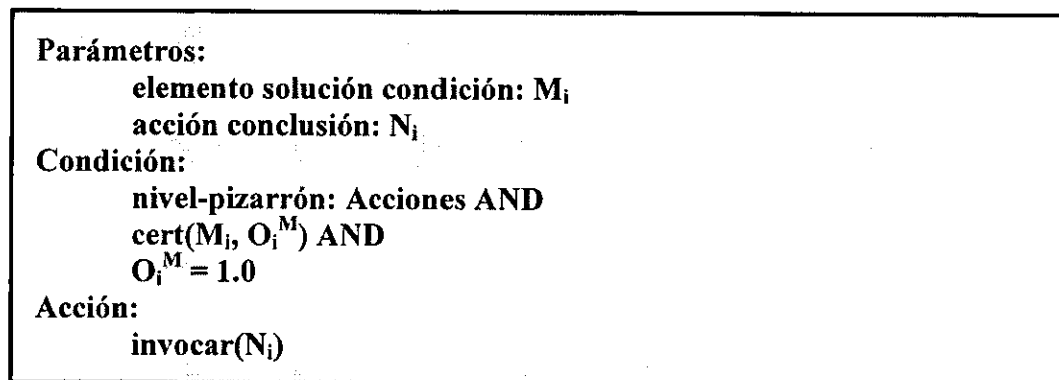 Parámetros:
elemento solución condición: Mᵢ
acción conclusión: Nᵢ
Condición:
nivel-pizarrón: Acciones AND
cert(Mᵢ, Oᵢᴹ) AND
Oᵢᴹ = 1.0
Acción:
invocar(Nᵢ)